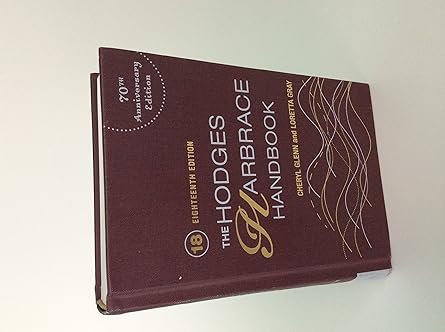 70TH
Anniversary
Edition
18 EIGHTEENTH EDITION
THE HODGES
HARBRACE
HANDBOOK
CHERYL GLENN and LORETTA GRAY